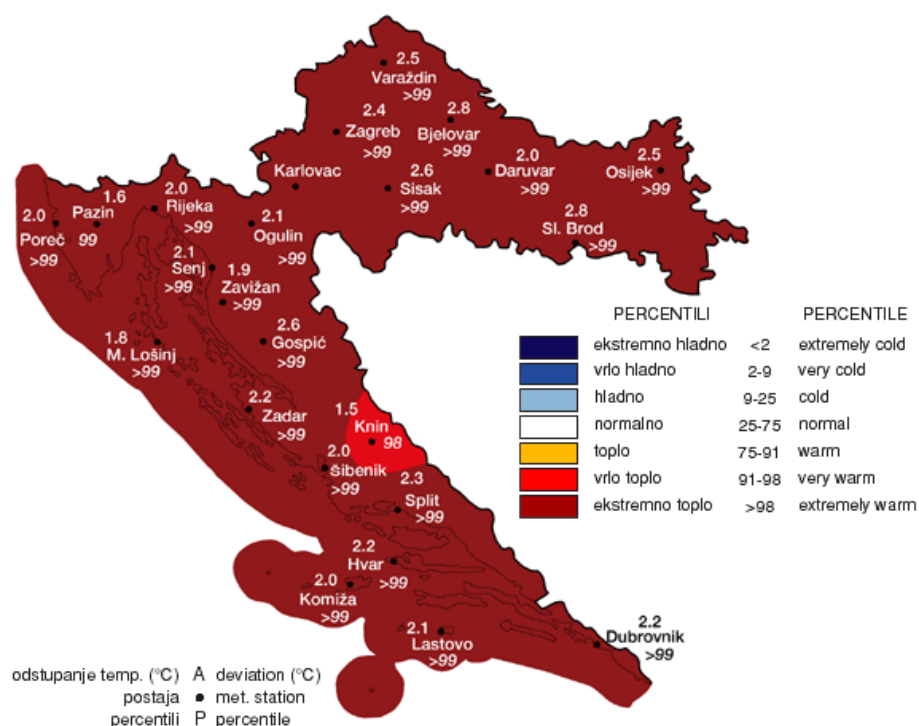 2.5
Varaždin
>99
2.4
Zagreb
>99
2.8
Bjelovar
>99
2.0
Daruvar
>99
2.5
Osijek
>99
Karlovac
2.6
Sisak
>99
2.8
Sl. Brod
>99
2.0
Poreč
>99
1.6
Pazin
99
2.0
Rijeka
>99
2.1
Ogulin
>99
2.1
Senj
>99
1.9
Zavižan
>99
1.8
M. Lošinj
>99
2.6
Gospić
>99
2.2
Zadar
>99
1.5
Knin
98
2.0
Šibenik
>99
2.3
Split
>99
2.2
Hvar
>99
2.0
Komiža
>99
2.1
Lastovo
>99
2.2
Dubrovnik
>99
PERCENTILI PERCENTILE
ekstremno hladno <2 extremely cold
vrlo hladno 2-9 very cold
hladno 9-25 cold
normalno 25-75 normal
toplo 75-91 warm
vrlo toplo 91-98 very warm
ekstremno toplo >98 extremely warm
odstupanje temp. (°C) A deviation (°C)
postaja ● met. station
percentili P percentile